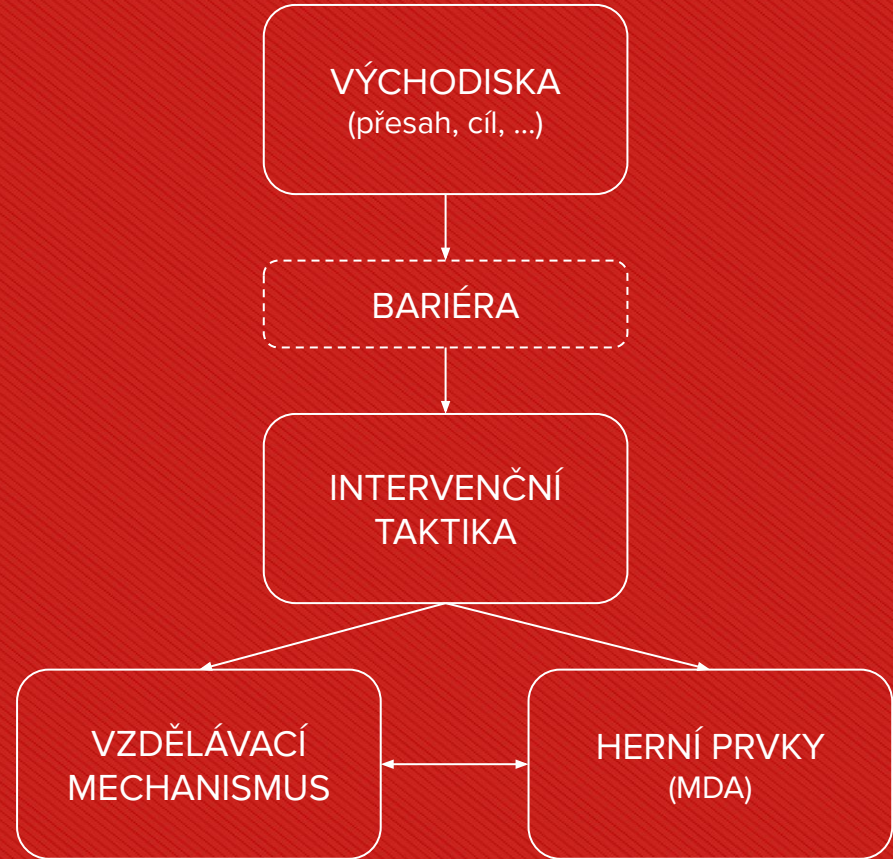 VÝCHODISKA
(přesah, cíl, ...)
BARIÉRA
INTERVENČNÍ
TAKTIKA
VZDĚLÁVACÍ
MECHANISMUS
HERNÍ PRVKY
(MDA)